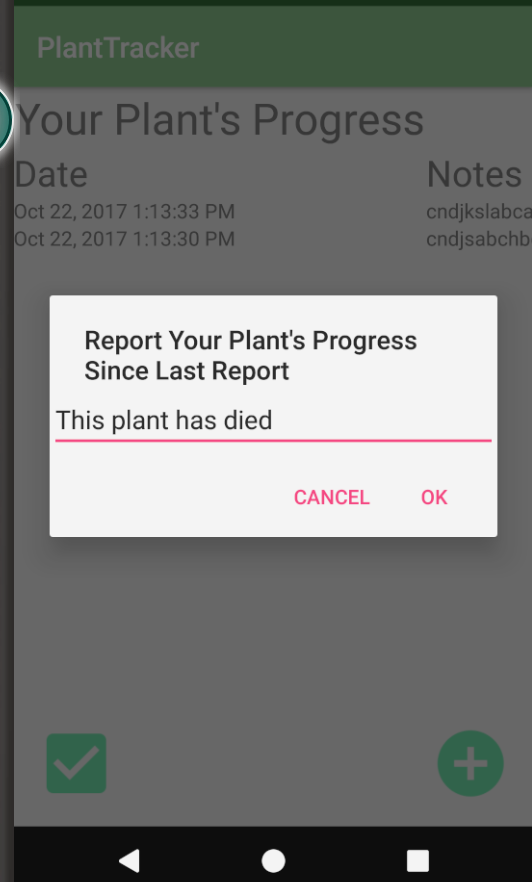 PlantTracker
Your Plant's Progress
Date Notes
Oct 22, 2017 1:13:33 PM cndjkslabca
Oct 22, 2017 1:13:30 PM cndjsabchb
Report Your Plant's Progress
Since Last Report
This plant has died
CANCEL OK